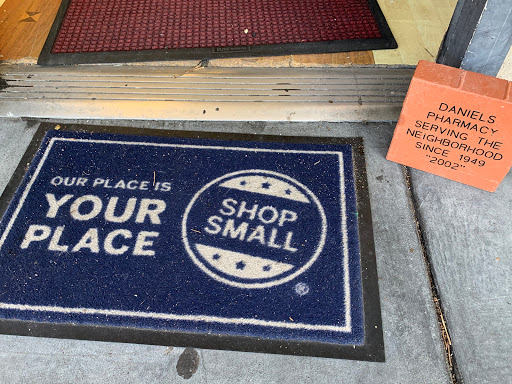 OUR PLACE IS
YOUR
PLACE
SHOP
SMALL
®
DANIELS
PHARMACY
SERVING THE
NEIGHBORHOOD
SINCE 1949
"2002"